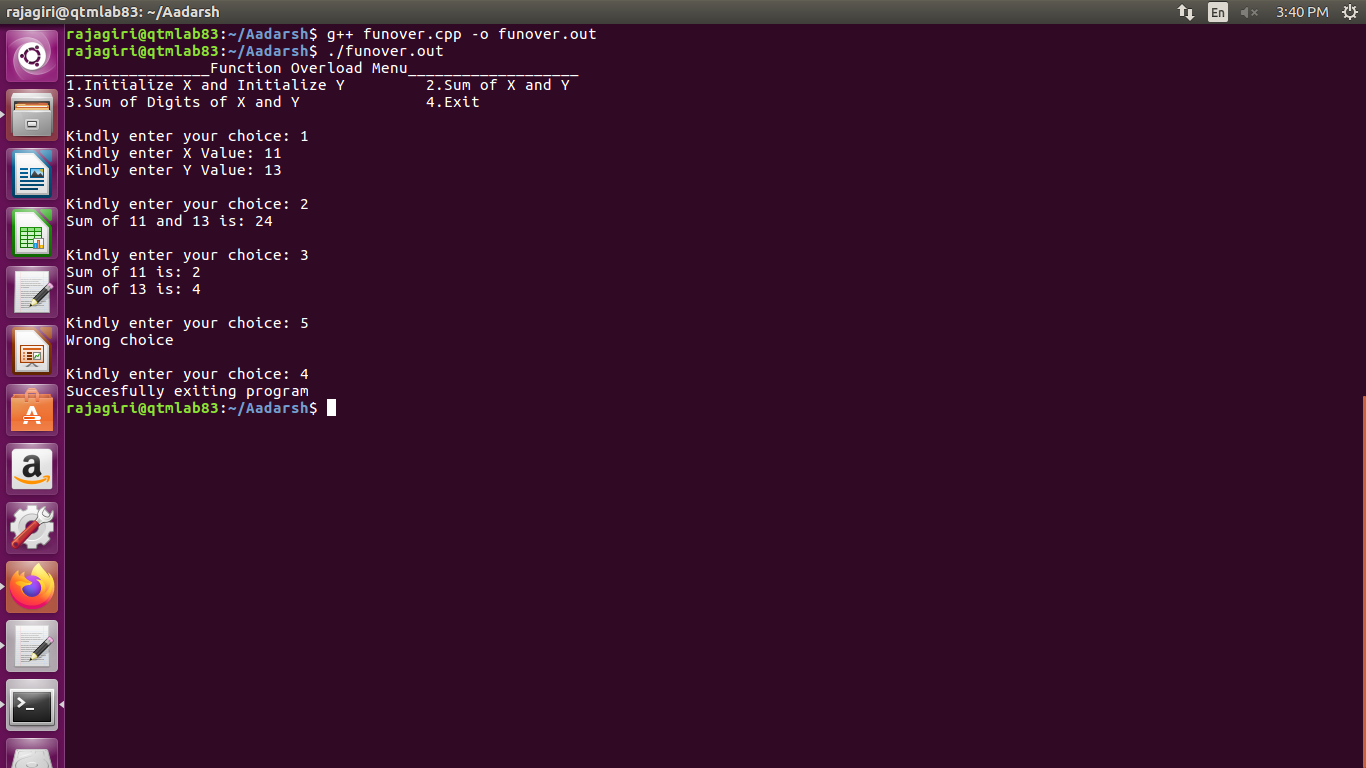 rajagiri@qtmlab83: ~/Aadarsh
En
3:40 PM
rajagiri@qtmlab83:~/Aadarsh$ g++ funover.cpp -o funover.out
rajagiri@qtmlab83:~/Aadarsh$ ./funover.out
________________Function Overload Menu___________________
1.Initialize X and Initialize Y         2.Sum of X and Y
3.Sum of Digits of X and Y              4.Exit
Kindly enter your choice: 1
Kindly enter X Value: 11
Kindly enter Y Value: 13
Kindly enter your choice: 2
Sum of 11 and 13 is: 24
Kindly enter your choice: 3
Sum of 11 is: 2
Sum of 13 is: 4
Kindly enter your choice: 5
Wrong choice
Kindly enter your choice: 4
Succesfully exiting program
rajagiri@qtmlab83:~/Aadarsh$